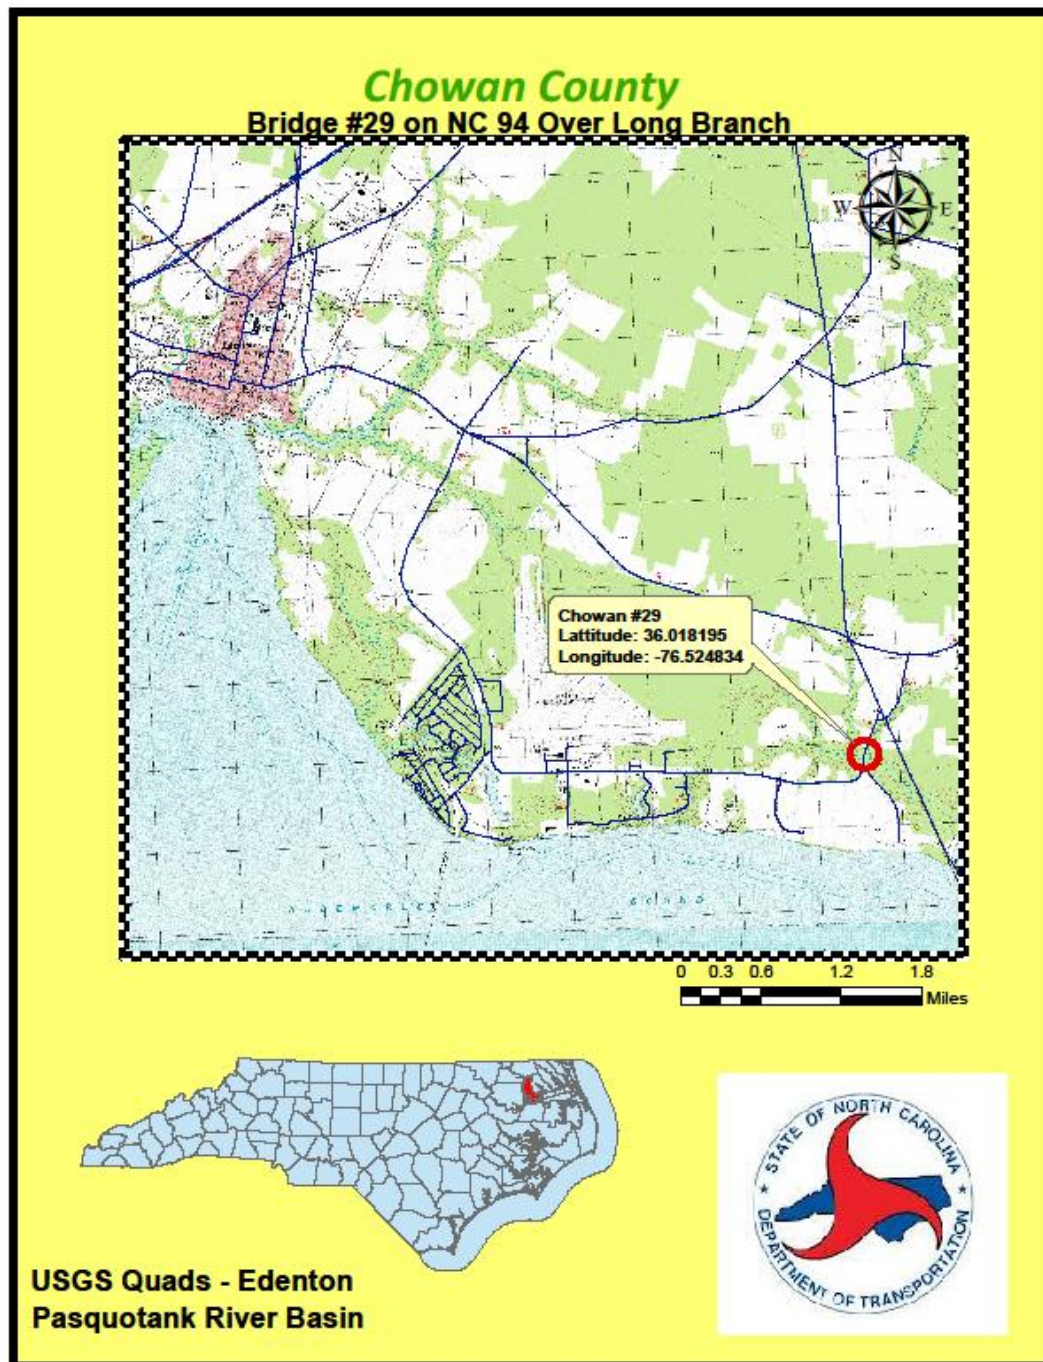 Chowan County
Bridge #29 on NC 94 Over Long Branch
N
W E
S
Chowan #29
Lattitude: 36.018195
Longitude: -76.524834
SOUND
0 0.3 0.6 1.2 1.8
Miles
STATE OF NORTH CAROLINA
DEPARTMENT OF TRANSPORTATION
USGS Quads - Edenton
Pasquotank River Basin